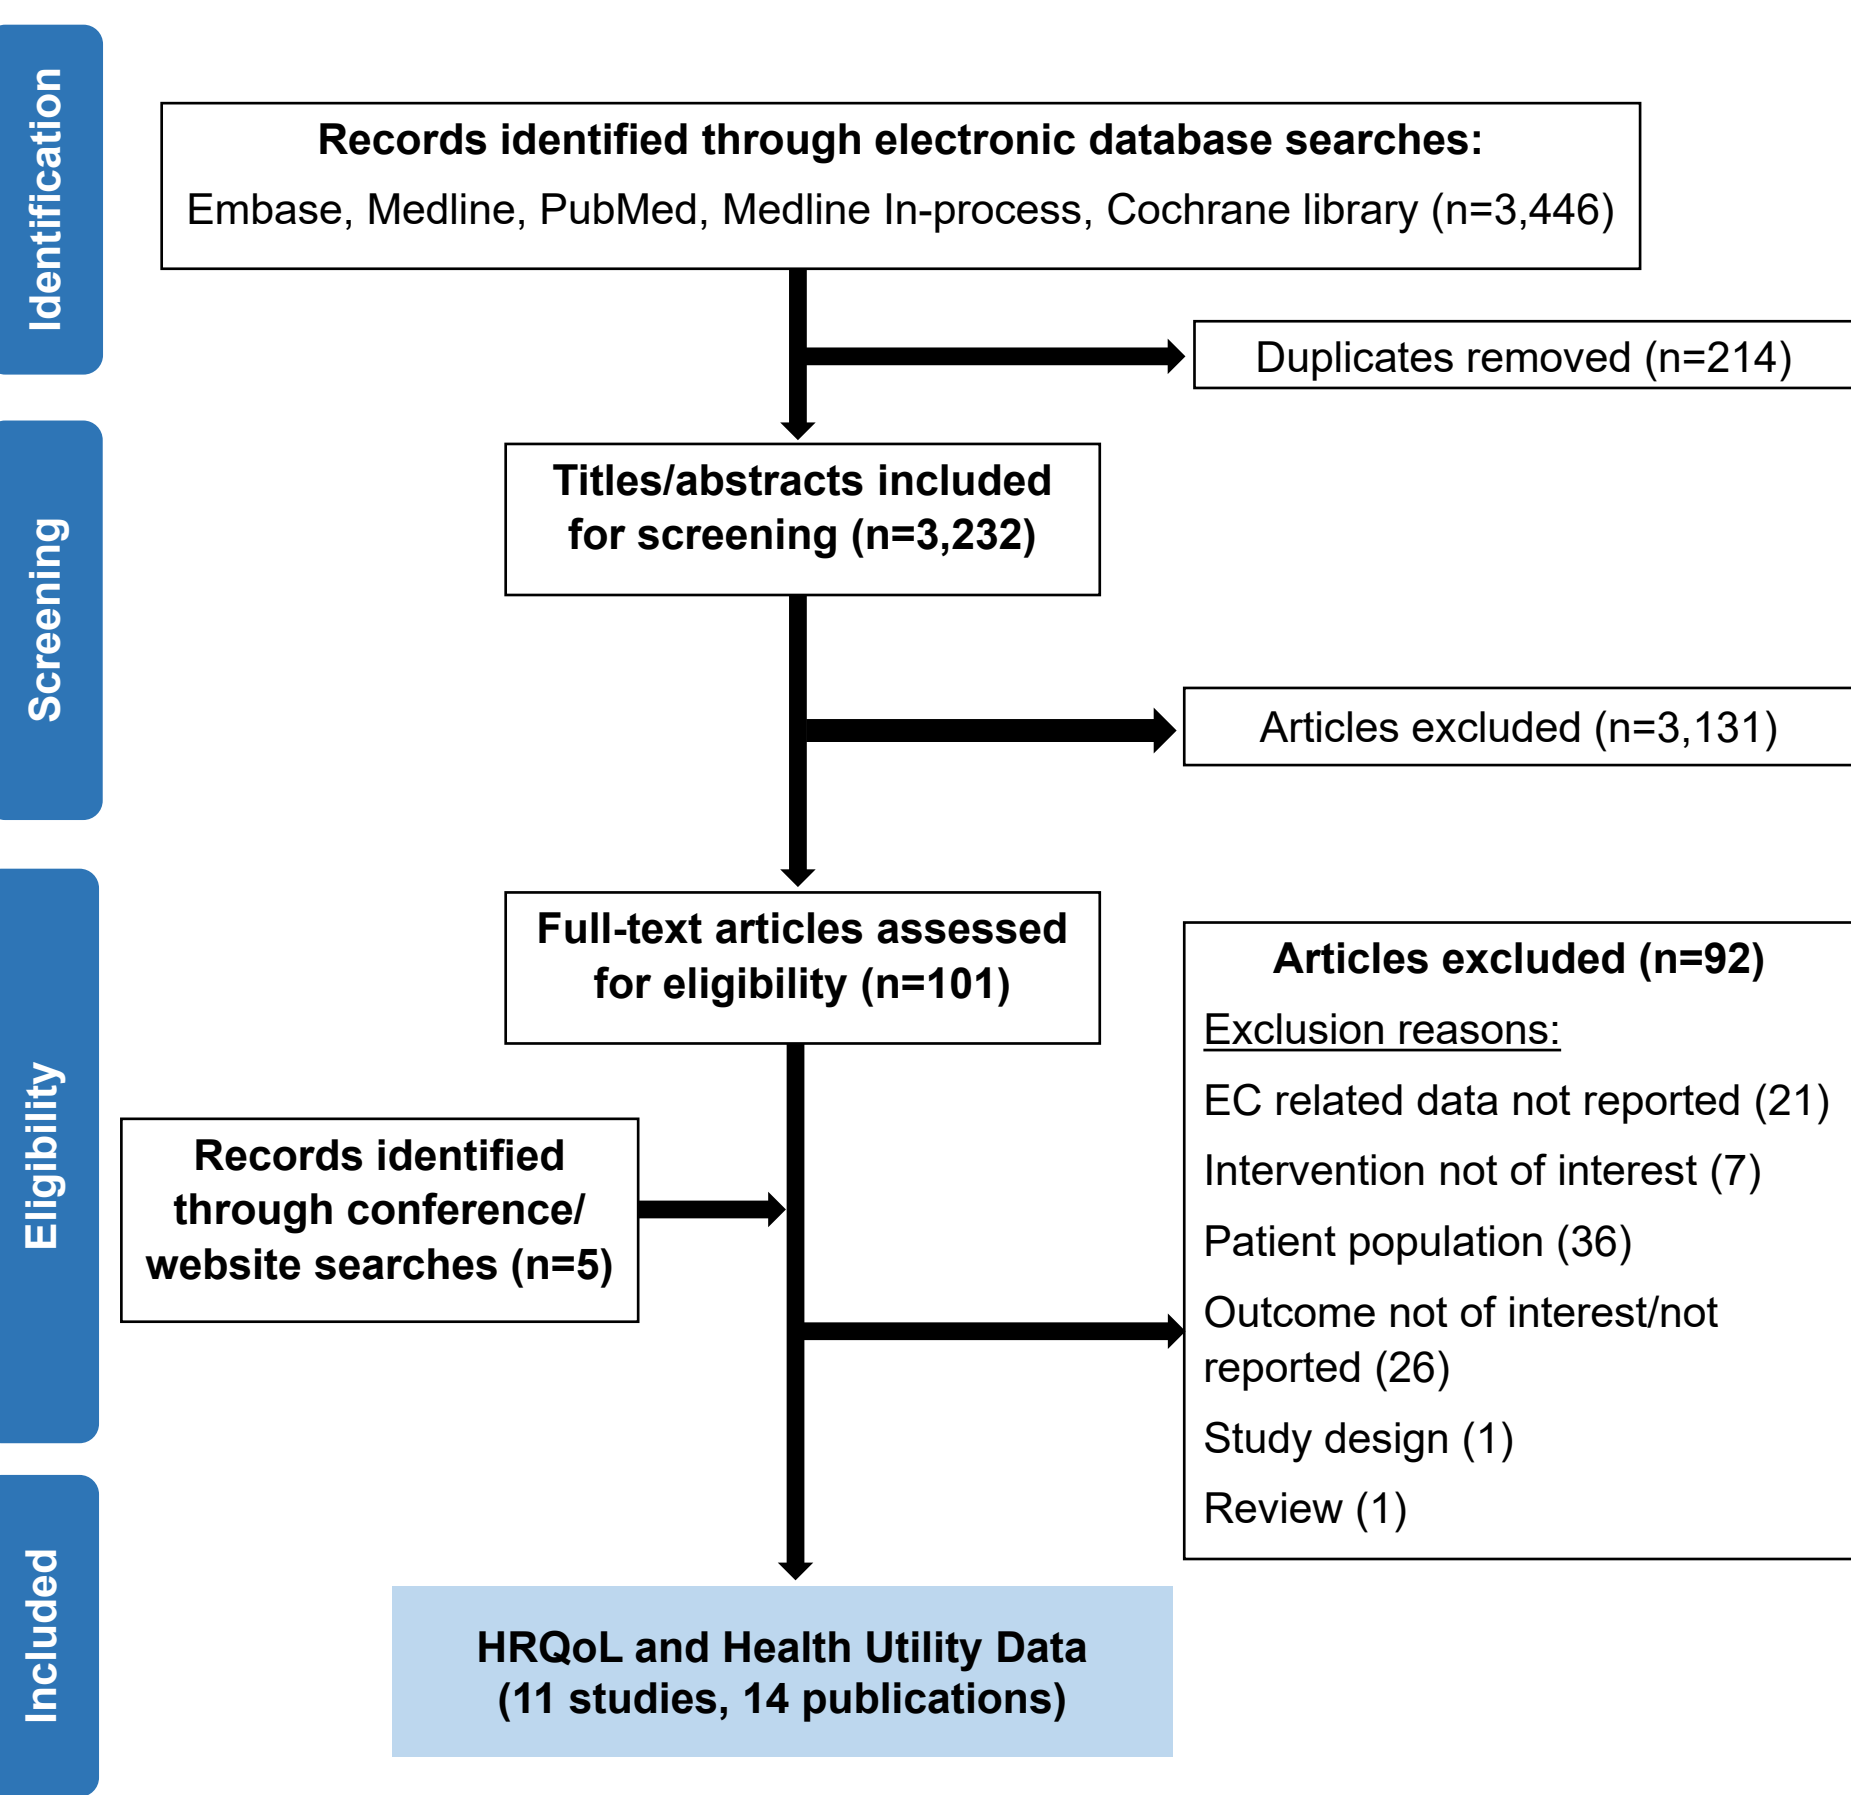 Identification
Records identified through electronic database searches:
Embase, Medline, PubMed, Medline In-process, Cochrane library (n=3,446)
Duplicates removed (n=214)
Screening
Titles/abstracts included
for screening (n=3,232)
Articles excluded (n=3,131)
Eligibility
Full-text articles assessed
for eligibility (n=101)
Records identified
through conference/
website searches (n=5)
Articles excluded (n=92)
Exclusion reasons:
EC related data not reported (21)
Intervention not of interest (7)
Patient population (36)
Outcome not of interest/not
reported (26)
Study design (1)
Review (1)
Included
HRQoL and Health Utility Data
(11 studies, 14 publications)